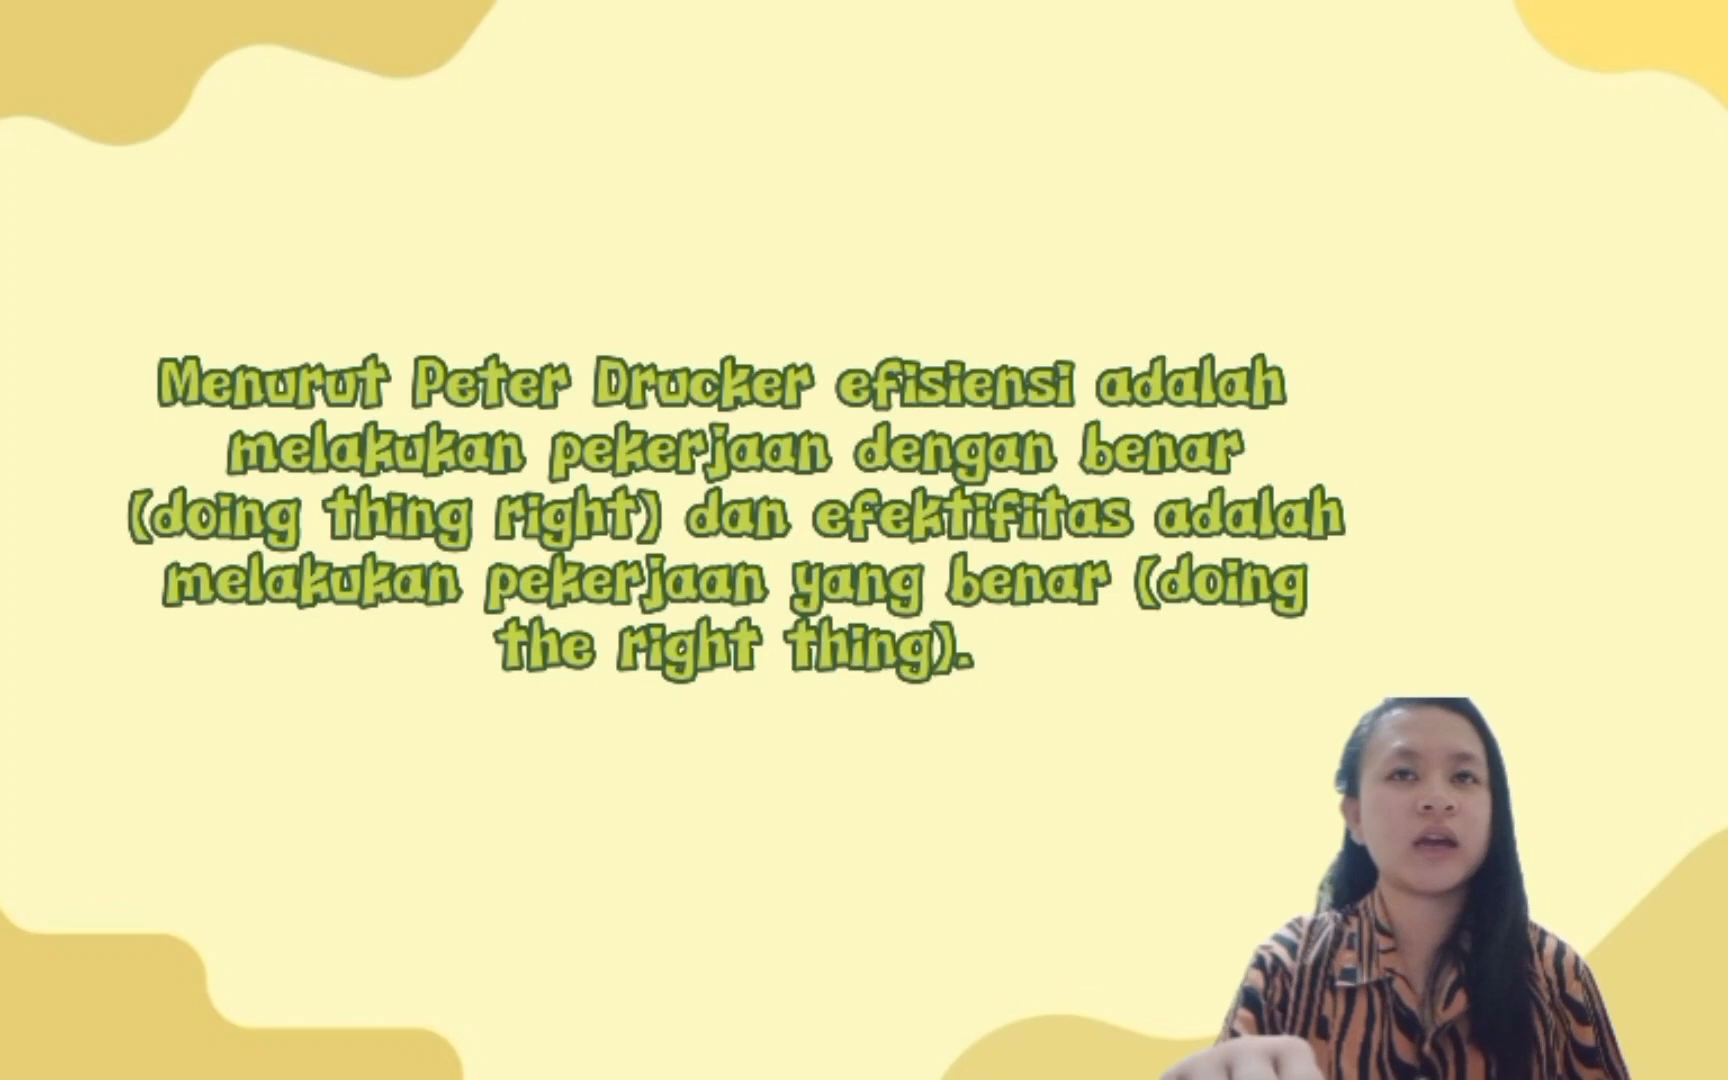 Menurut Peter Drucker efisiensi adalah
melakukan pekerjaan dengan benar
(doing thing right) dan efektifitas adalah
melakukan pekerjaan yang benar (doing
the right thing).